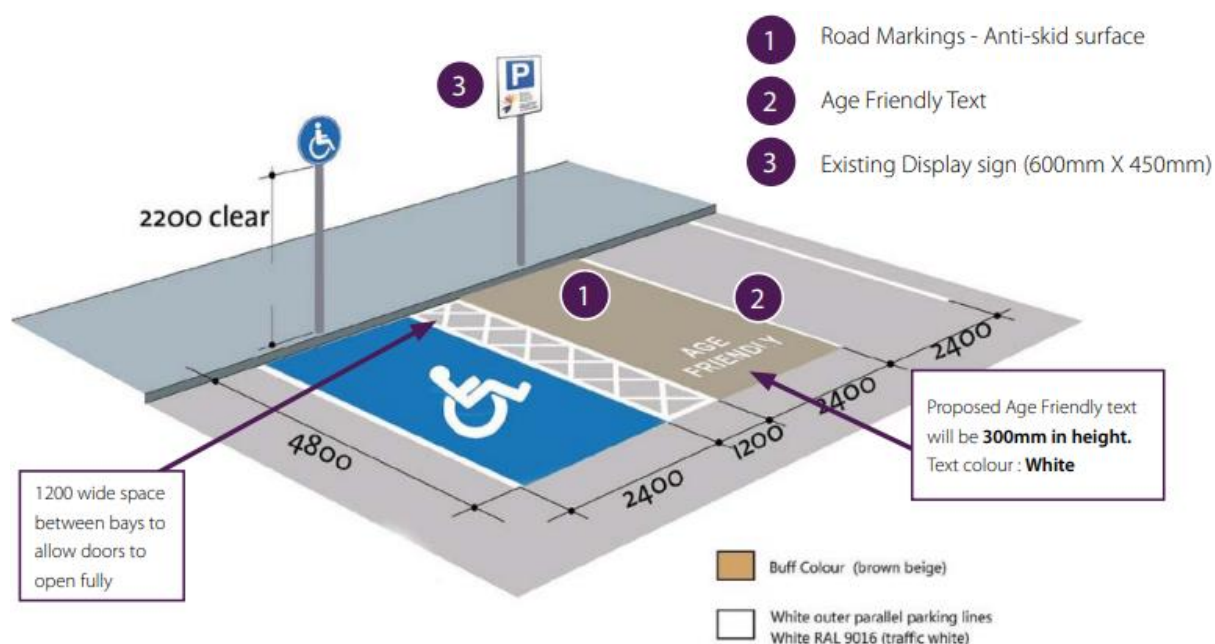 1
Road Markings - Anti-skid surface
2
Age Friendly Text
3
Existing Display sign (600mm X 450mm)
3
P
2200 clear
1
2
AGE
FRIENDLY
4800
2400
1200
2400
2400
1200 wide space
between bays to
allow doors to
open fully
Proposed Age Friendly text
will be 300mm in height.
Text colour : White
Buff Colour (brown beige)
White outer parallel parking lines
White RAL 9016 (traffic white)